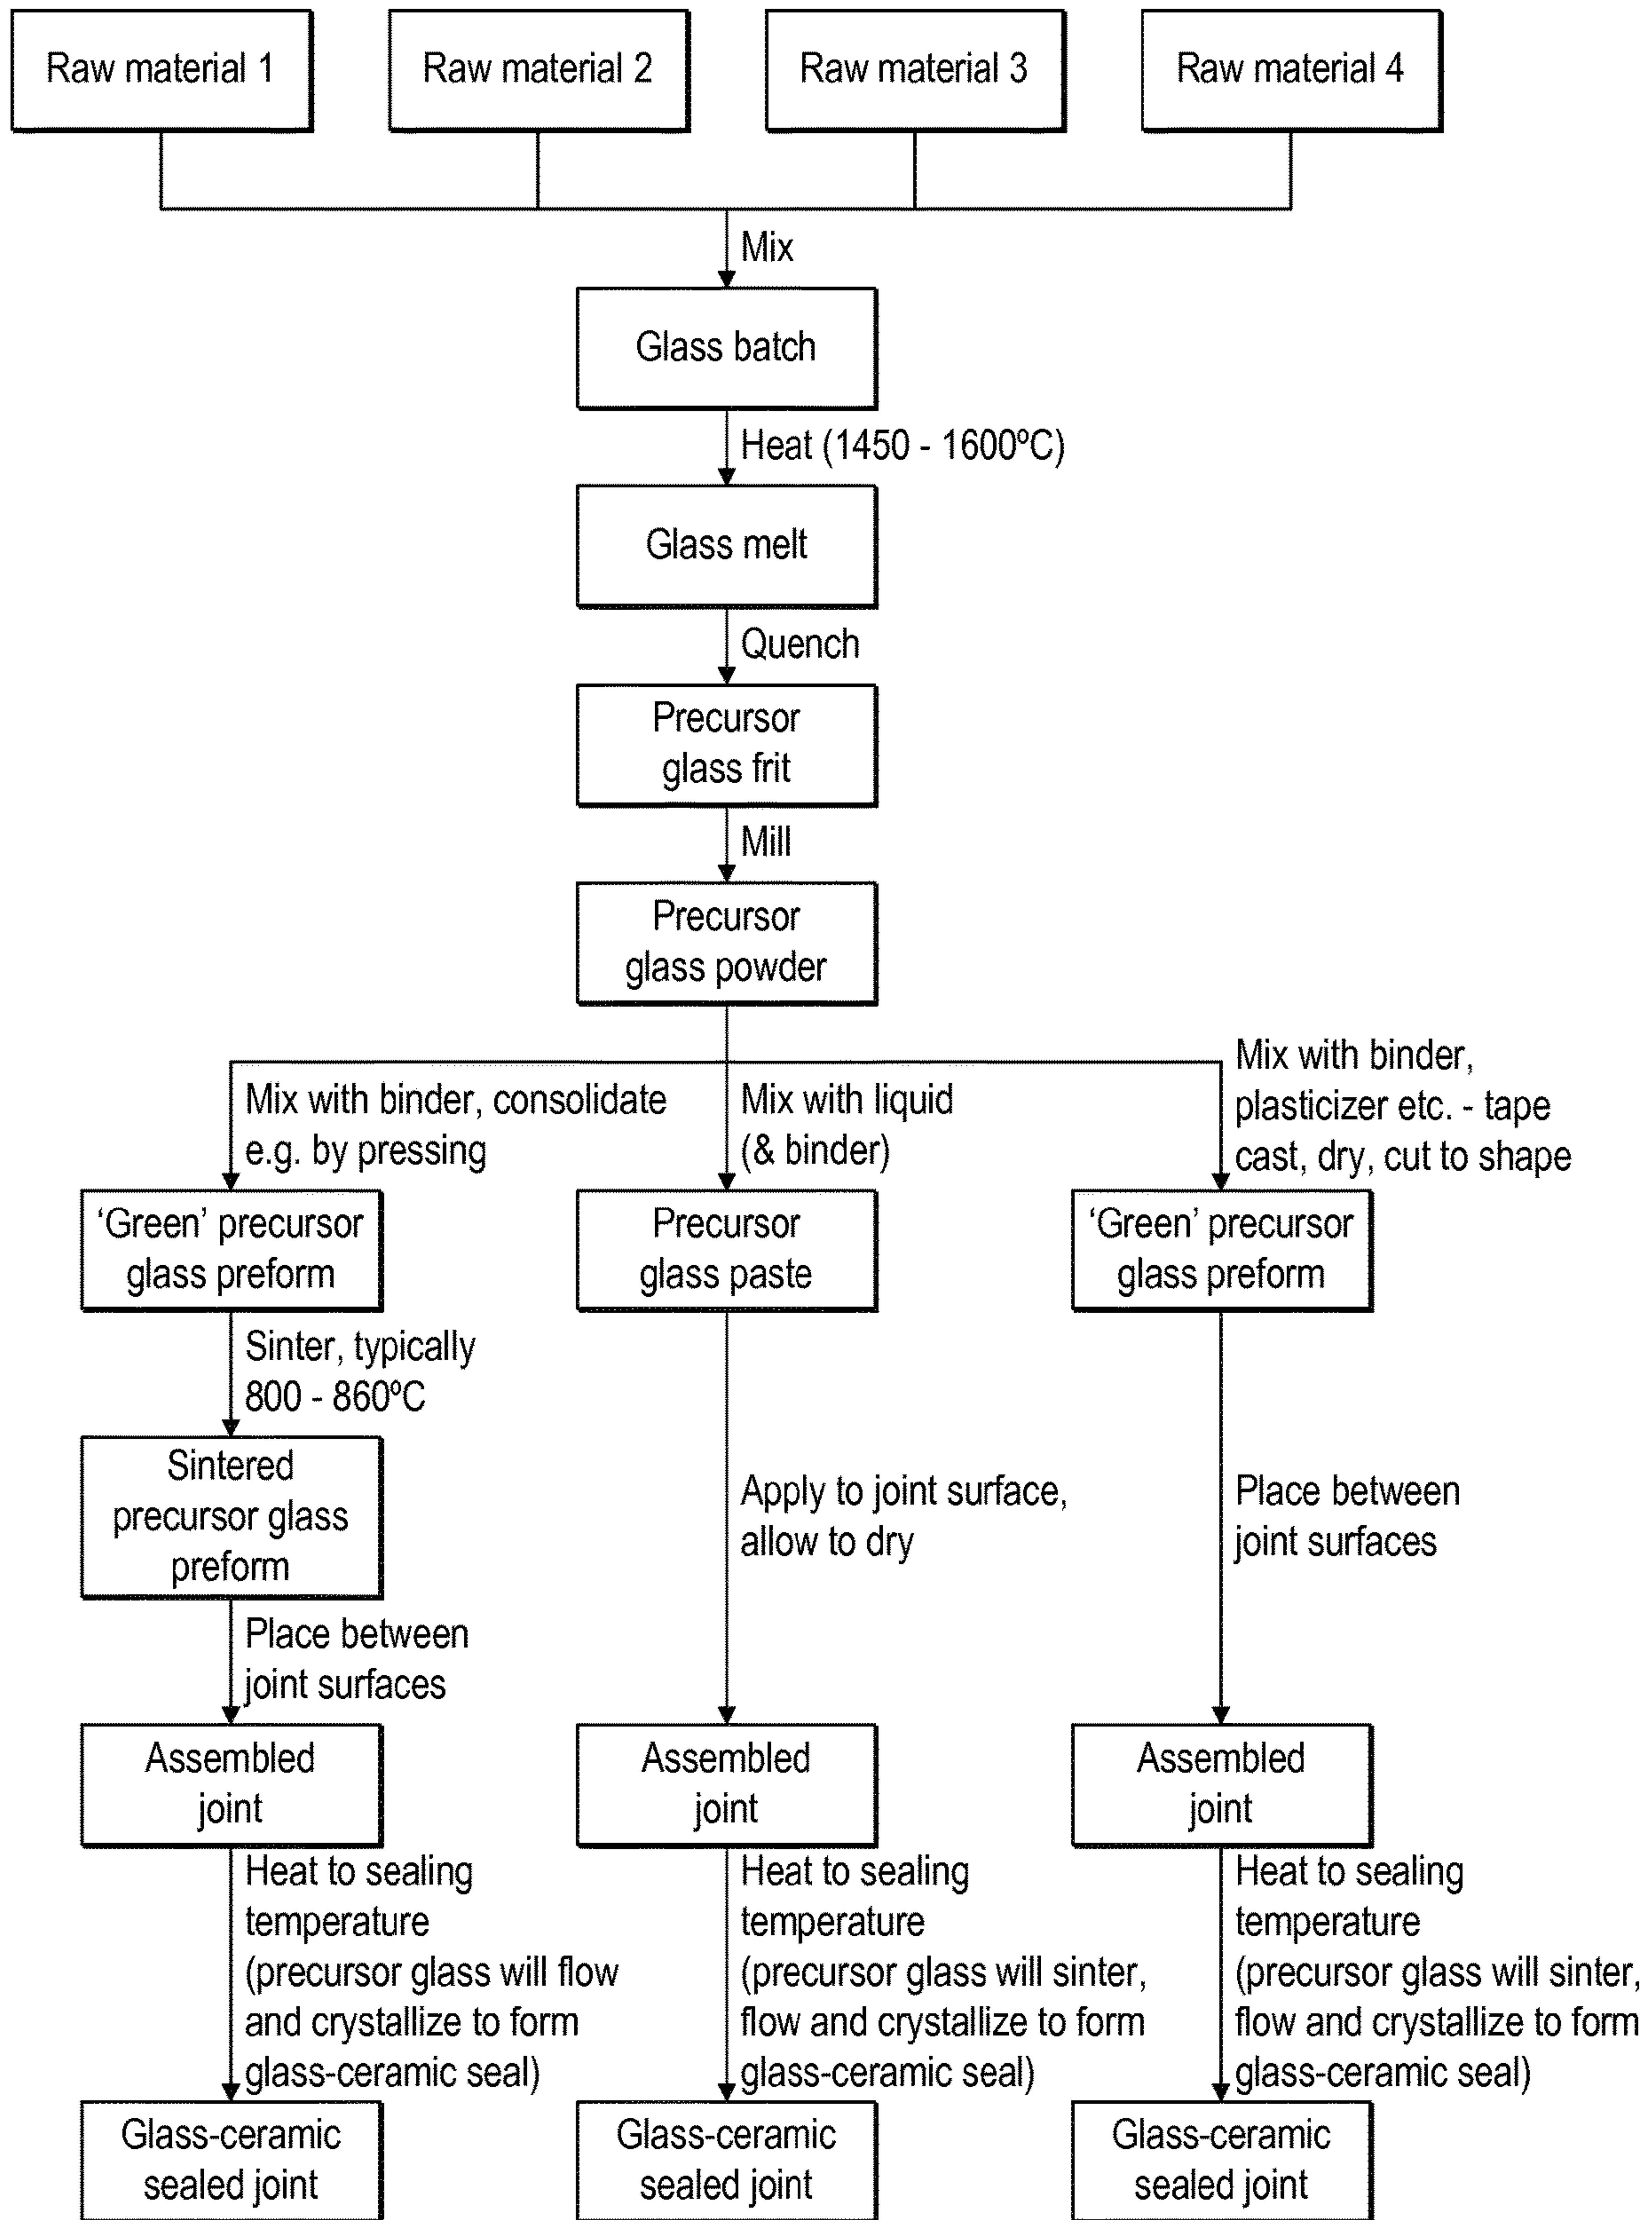 Raw material 1
Raw material 2
Raw material 3
Raw material 4
Mix
Glass batch
Heat (1450 - 1600ºC)
Glass melt
Quench
Precursor
glass frit
Mill
Precursor
glass powder
Mix with binder, consolidate
e.g. by pressing
Mix with liquid
(& binder)
Mix with binder,
plasticizer etc. - tape
cast, dry, cut to shape
‘Green’ precursor
glass preform
Precursor
glass paste
‘Green’ precursor
glass preform
Sinter, typically
800 - 860ºC
Sintered
precursor glass
preform
Apply to joint surface,
allow to dry
Place between
joint surfaces
Place between
joint surfaces
Assembled
joint
Assembled
joint
Assembled
joint
Heat to sealing
temperature
(precursor glass will flow
and crystallize to form
glass-ceramic seal)
Heat to sealing
temperature
(precursor glass will sinter,
flow and crystallize to form
glass-ceramic seal)
Heat to sealing
temperature
(precursor glass will sinter,
flow and crystallize to form
glass-ceramic seal)
Glass-ceramic
sealed joint
Glass-ceramic
sealed joint
Glass-ceramic
sealed joint